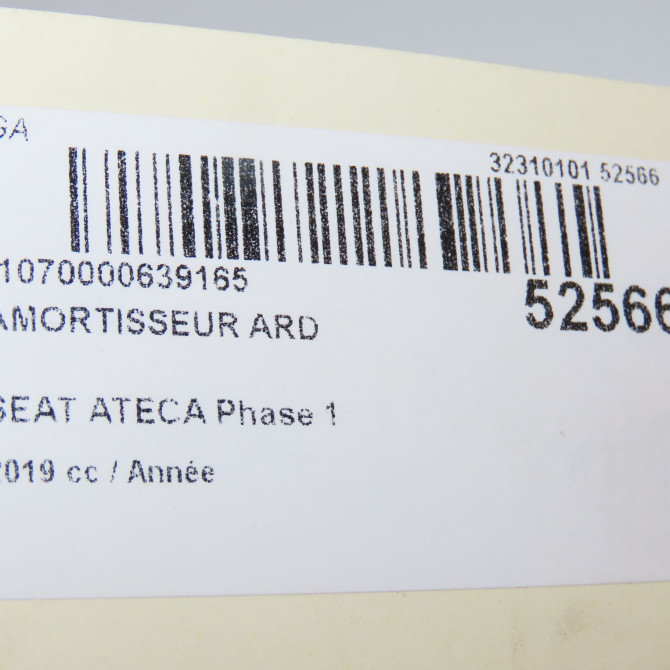 GA
32310101 52566
1070000639165
52566
AMORTISSEUR ARD
SEAT ATECA Phase 1
2019 cc / Année